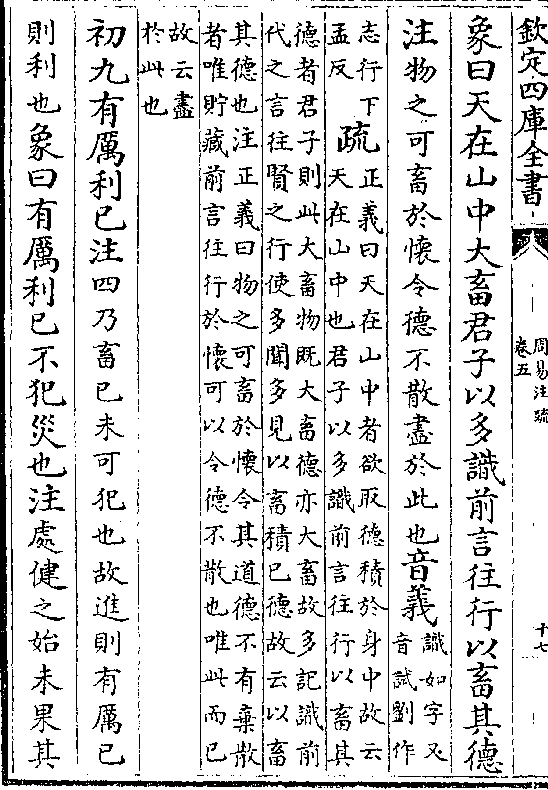 欽定四庫全書
周易注疏
卷五
十七
象曰天在山中大畜君子以多識前言往行以畜其德
注物之可畜於懷令德不散盡於此也音義
識如字又
音試劉作
志行下
孟反
疏
正義曰天在山中者欲取德積於身中故云
天在山中也君子以多識前言往行以畜其
德者君子則此大畜物既大畜德亦大畜故多記識前
代之言往賢之行使多聞多見以畜積已德故云以畜
其德也注正義曰物之可畜於懷令其道德不有棄散
者唯貯藏前言往行於懷可以令德不散也唯此而已
故云盡
於此也
初九有厲利已注四乃畜已未可犯也故進則有厲已
則利也象曰有厲利已不犯災也注處健之始未果其